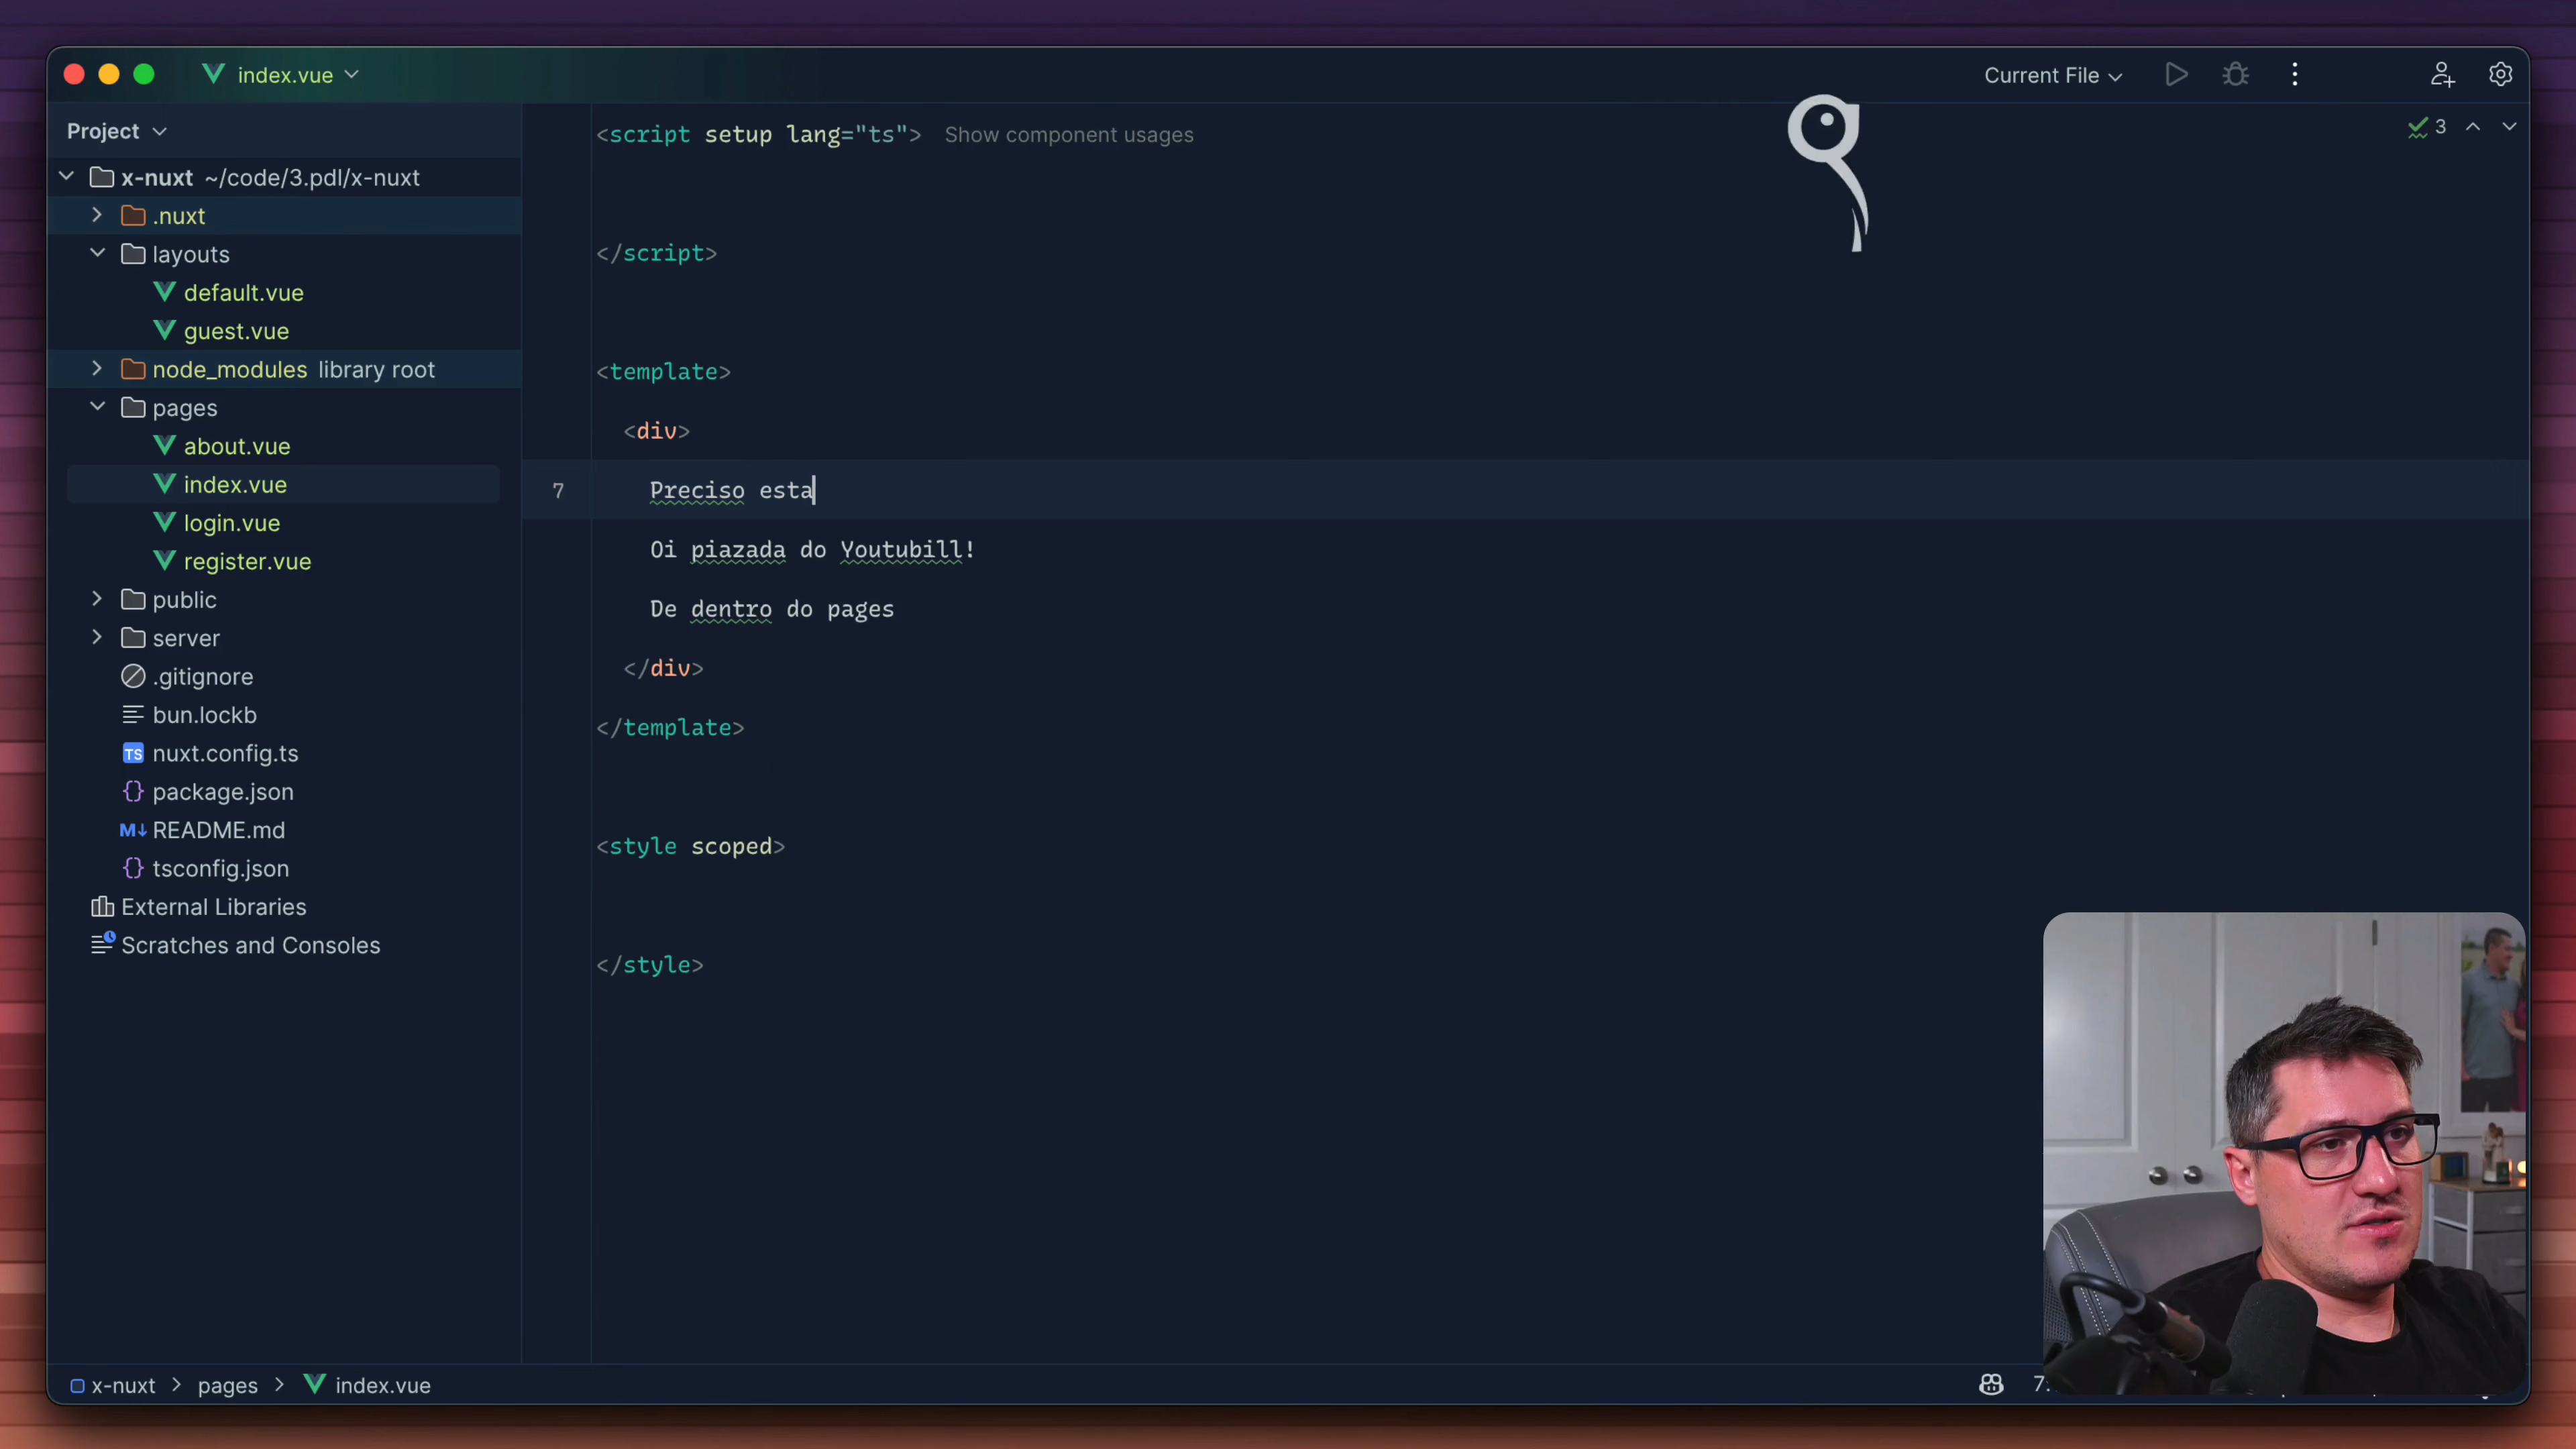 index.vue
Current File
Project
<script setup lang="ts"> Show component usages
3
x-nuxt ~/code/3.pdl/x-nuxt
.nuxt
</script>
layouts
default.vue
guest.vue
node_modules library root
<template>
pages
<div>
about.vue
index.vue
7 Preciso esta
login.vue
Oi piazada do Youtubill!
register.vue
public
De dentro do pages
server
</div>
.gitignore
bun.lockb
</template>
TS nuxt.config.ts
{} package.json
M↓ README.md
<style scoped>
{} tsconfig.json
External Libraries
Scratches and Consoles
</style>
x-nuxt > pages > index.vue
7: